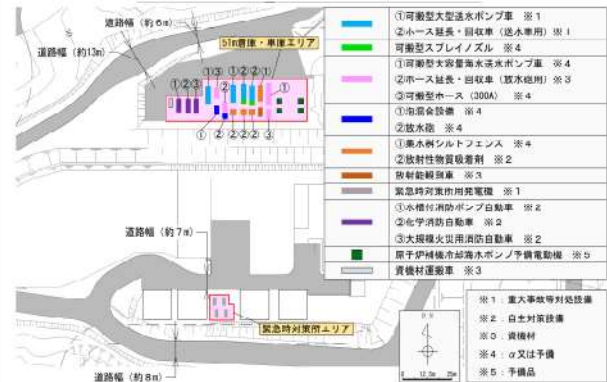 道路幅（約6m）
道路幅（約13m）
51m倉庫・車庫エリア
①②③
①③①②②①
②
①
①②②②②③
道路幅（約7m）
緊急時対策所エリア
道路幅（約8m）
①可搬型大型送水ポンプ車 ※1
②ホース延長・回収車（送水車用）※1
可搬型スプレイノズル ※4
①可搬型大容量海水送水ポンプ車 ※4
②ホース延長・回収車（放水砲用）※3
③可搬型ホース（300A） ※4
①泡混合設備 ※4
②放水砲 ※4
①集水桝シルトフェンス ※4
②放射性物質吸着剤 ※2
放射能観測車 ※3
緊急時対策所用発電機 ※1
①水槽付消防ポンプ自動車 ※2
②化学消防自動車 ※2
③大規模火災用消防自動車 ※2
原子炉補機冷却海水ポンプ予備電動機 ※5
資機材運搬車 ※3
※1：重大事故等対処設備
※2：自主対策設備
※3：資機材
※4：α又は予備
※5：予備品
0 12.5m 25m